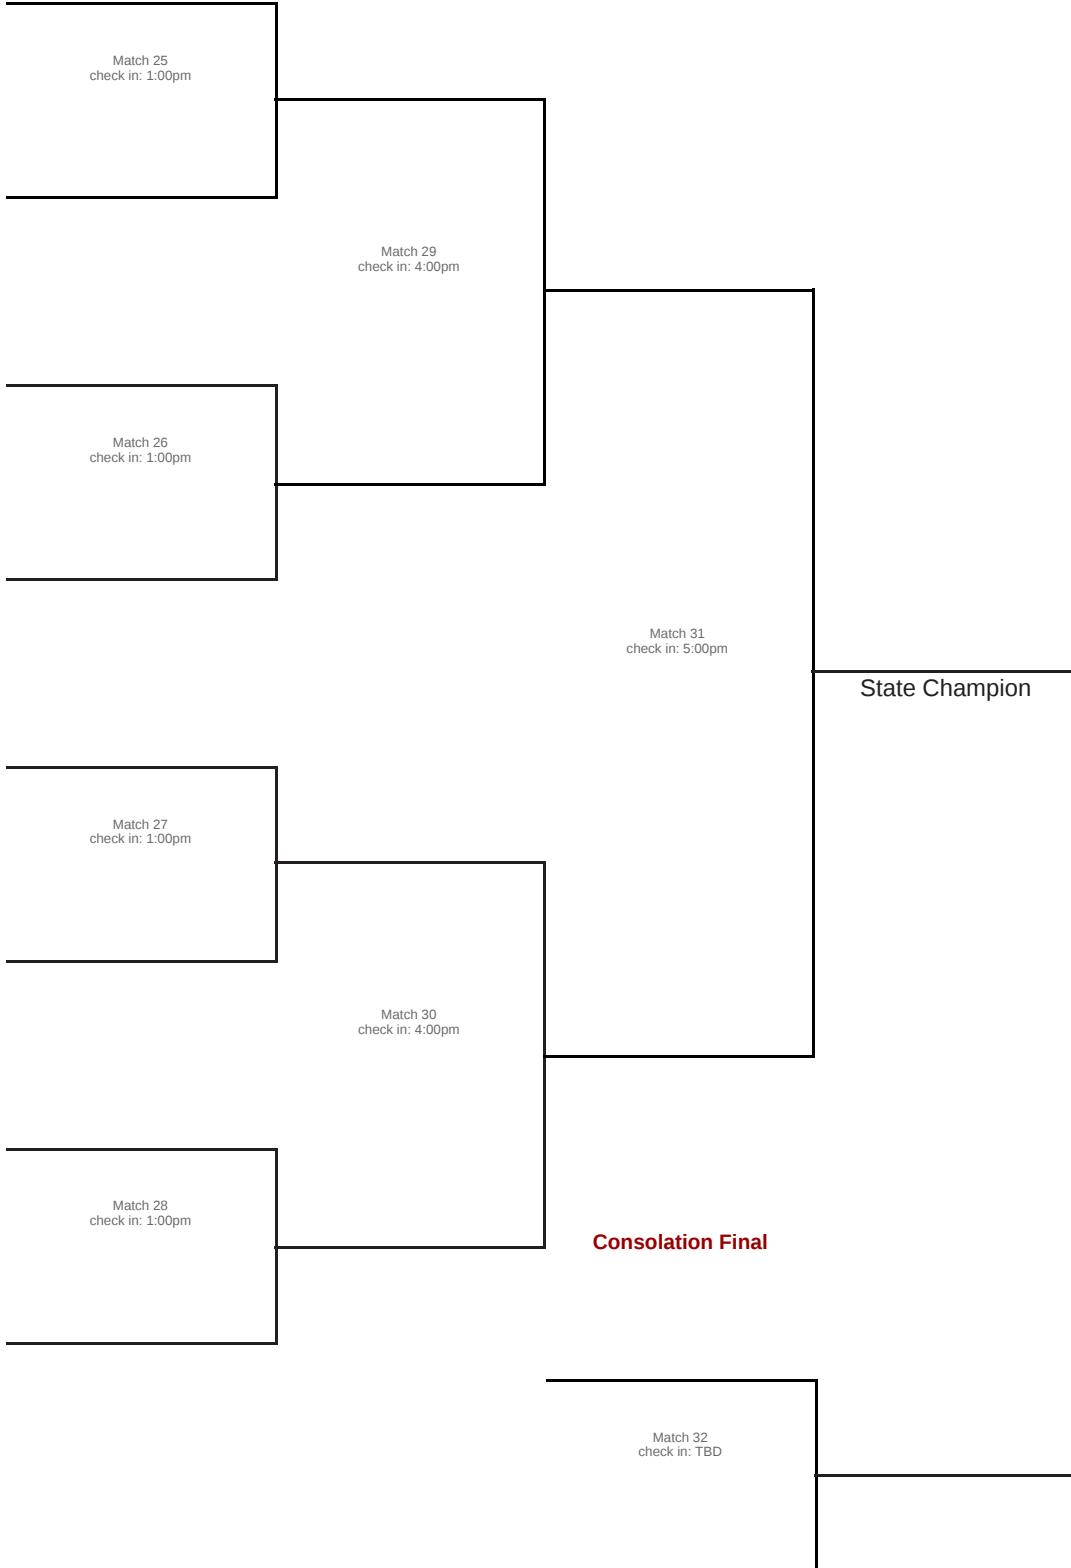 Match 25
check in: 1:00pm
Match 29
check in: 4:00pm
Match 26
check in: 1:00pm
Match 31
check in: 5:00pm
State Champion
Match 27
check in: 1:00pm
Match 30
check in: 4:00pm
Match 28
check in: 1:00pm
Consolation Final
Match 32
check in: TBD